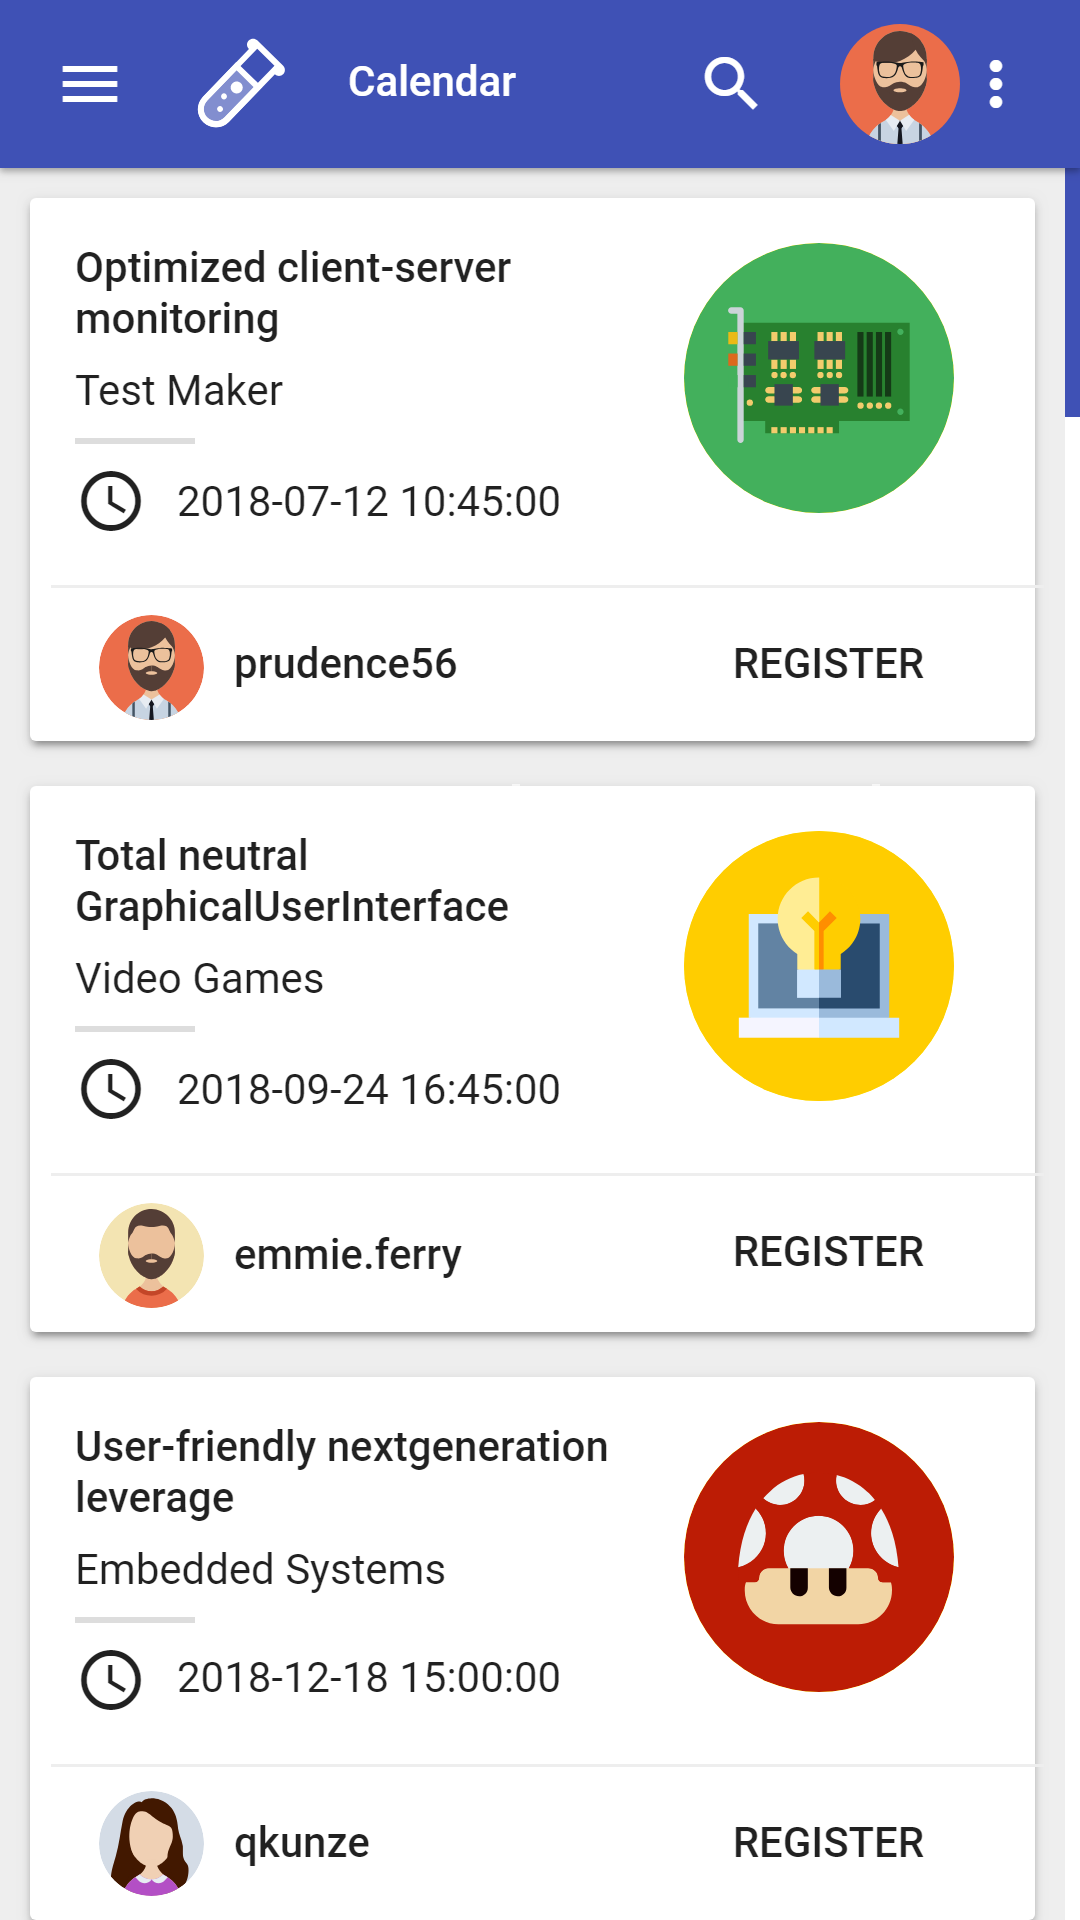 Calendar
Optimized client-server
monitoring
Test Maker
2018-07-12 10:45:00
prudence56
REGISTER
Total neutral
GraphicalUserInterface
Video Games
2018-09-24 16:45:00
emmie.ferry
REGISTER
User-friendly nextgeneration
leverage
Embedded Systems
2018-12-18 15:00:00
qkunze
REGISTER